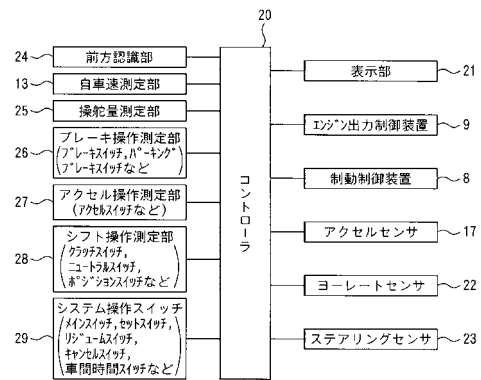 20
24
前方認識部
13
自車速測定部
25
操舵量測定部
26
ブレーキ操作測定部
(ブレーキスイッチ,パーキング
ブレーキスイッチなど)
27
アクセル操作測定部
(アクセルスイッチなど)
28
シフト操作測定部
(クラッチスイッチ,
ニュートラルスイッチ,
ポジションスイッチなど)
29
システム操作スイッチ
(メインスイッチ,セットスイッチ,
リジュームスイッチ,
キャンセルスイッチ,
車間時間スイッチなど)
コントローラ
表示部
21
エンジン出力制御装置
9
制動制御装置
8
アクセルセンサ
17
ヨーレートセンサ
22
ステアリングセンサ
23